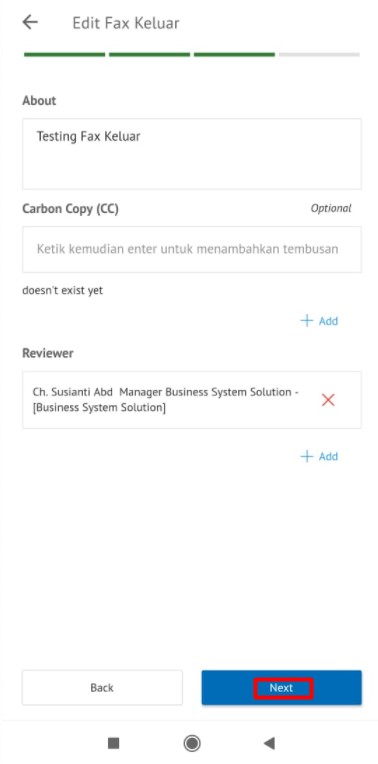 Edit Fax Keluar
About
Testing Fax Keluar
Carbon Copy (CC) Optional
Ketik kemudian enter untuk menambahkan tembusan
doesn't exist yet
+ Add
Reviewer
Ch. Susianti Abd Manager Business System Solution -
[Business System Solution]
+ Add
Back Next